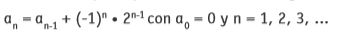 aₙ = aₙ₋₁ + (-1)ⁿ • 2ⁿ⁻¹ con a₀ = 0 y n = 1, 2, 3, ...